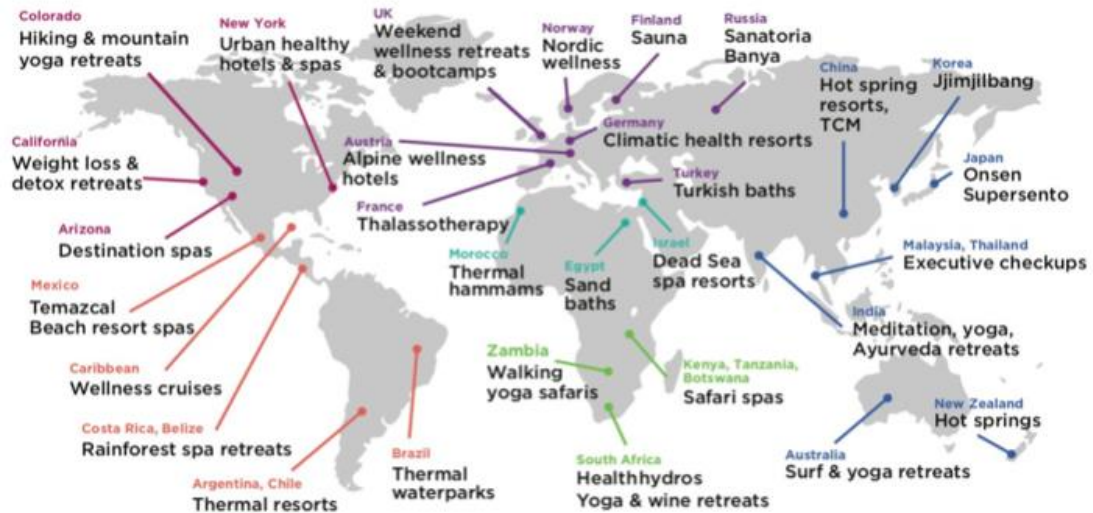 Colorado
Hiking & mountain
yoga retreats
New York
Urban healthy
hotels & spas
UK
Weekend
wellness retreats
& bootcamps
Norway
Nordic
wellness
Finland
Sauna
Russia
Sanatoria
Banya
China
Hot spring
resorts,
TCM
Korea
Jjimjilbang
California
Weight loss &
detox retreats
Austria
Alpine wellness
hotels
Germany
Climatic health resorts
Japan
Onsen
Supersento
Turkey
Turkish baths
France
Thalassotherapy
Arizona
Destination spas
Morocco
Thermal
hammams
Egypt
Sand
baths
Israel
Dead Sea
spa resorts
Malaysia, Thailand
Executive checkups
Mexico
Temazcal
Beach resort spas
India
Meditation, yoga,
Ayurveda retreats
Caribbean
Wellness cruises
Zambia
Walking
yoga safaris
Kenya, Tanzania,
Botswana
Safari spas
Costa Rica, Belize
Rainforest spa retreats
New Zealand
Hot springs
Brazil
Thermal
waterparks
South Africa
Healthhydros
Yoga & wine retreats
Australia
Surf & yoga retreats
Argentina, Chile
Thermal resorts